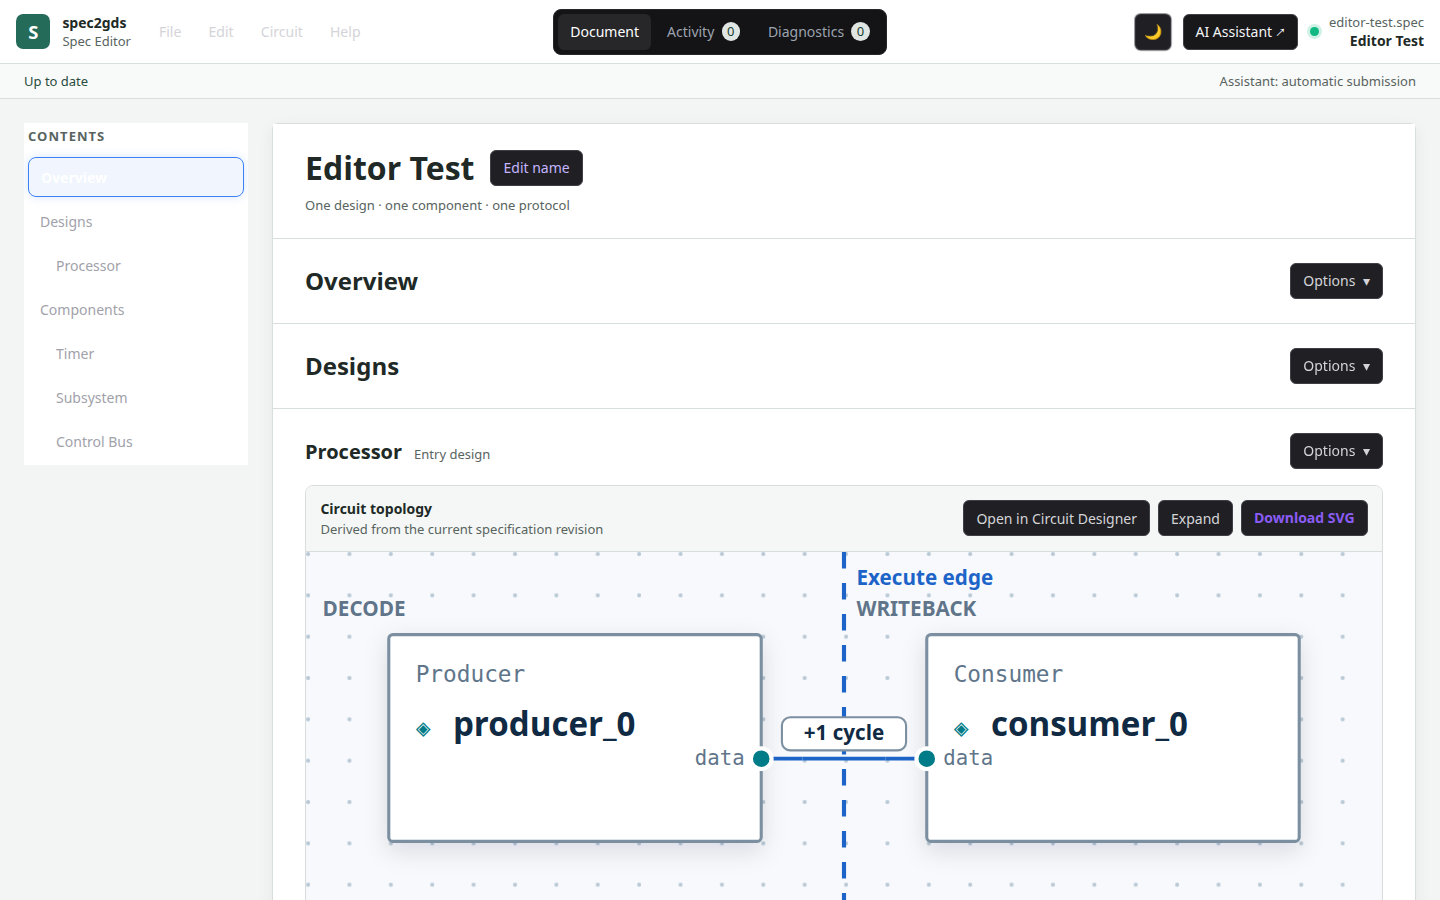 S
spec2gds
Spec Editor
File
Edit
Circuit
Help
Document
Activity 0
Diagnostics 0
AI Assistant ↗
editor-test.spec
Editor Test
Up to date
Assistant: automatic submission
CONTENTS
Overview
Designs
Processor
Components
Timer
Subsystem
Control Bus
Editor Test
Edit name
One design · one component · one protocol
Overview
Options ▾
Designs
Options ▾
Processor Entry design
Options ▾
Circuit topology
Derived from the current specification revision
Open in Circuit Designer
Expand
Download SVG
Execute edge
DECODE
WRITEBACK
Producer
◈ producer_0
data
+1 cycle
Consumer
◈ consumer_0
data